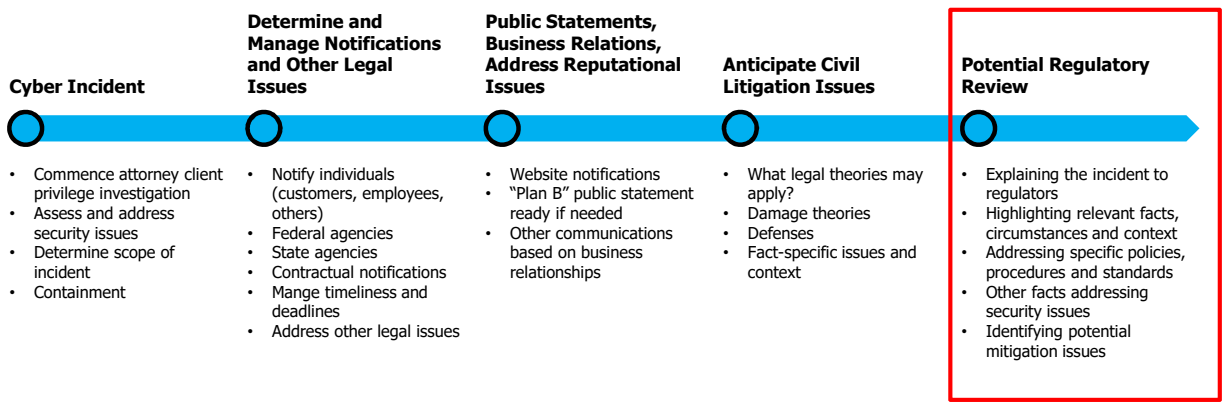 Cyber Incident
• Commence attorney client
privilege investigation
• Assess and address
security issues
• Determine scope of
incident
• Containment
Determine and
Manage Notifications
and Other Legal
Issues
• Notify individuals
(customers, employees,
others)
• Federal agencies
• State agencies
• Contractual notifications
• Mange timeliness and
deadlines
• Address other legal issues
Public Statements,
Business Relations,
Address Reputational
Issues
• Website notifications
• “Plan B” public statement
ready if needed
• Other communications
based on business
relationships
Anticipate Civil
Litigation Issues
• What legal theories may
apply?
• Damage theories
• Defenses
• Fact-specific issues and
context
Potential Regulatory
Review
• Explaining the incident to
regulators
• Highlighting relevant facts,
circumstances and context
• Addressing specific policies,
procedures and standards
• Other facts addressing
security issues
• Identifying potential
mitigation issues